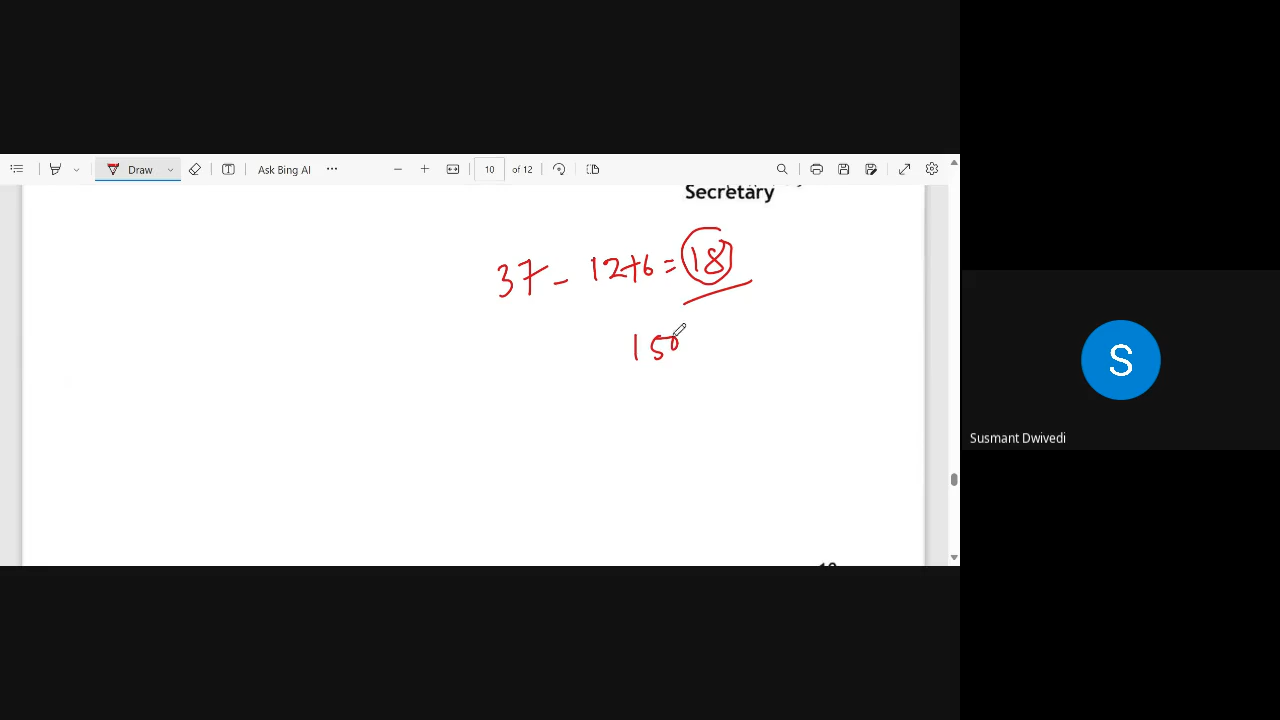 Draw
Ask Bing AI
10 of 12
Secretary
37 - 12+6 = 18
150
S
Susmant Dwivedi